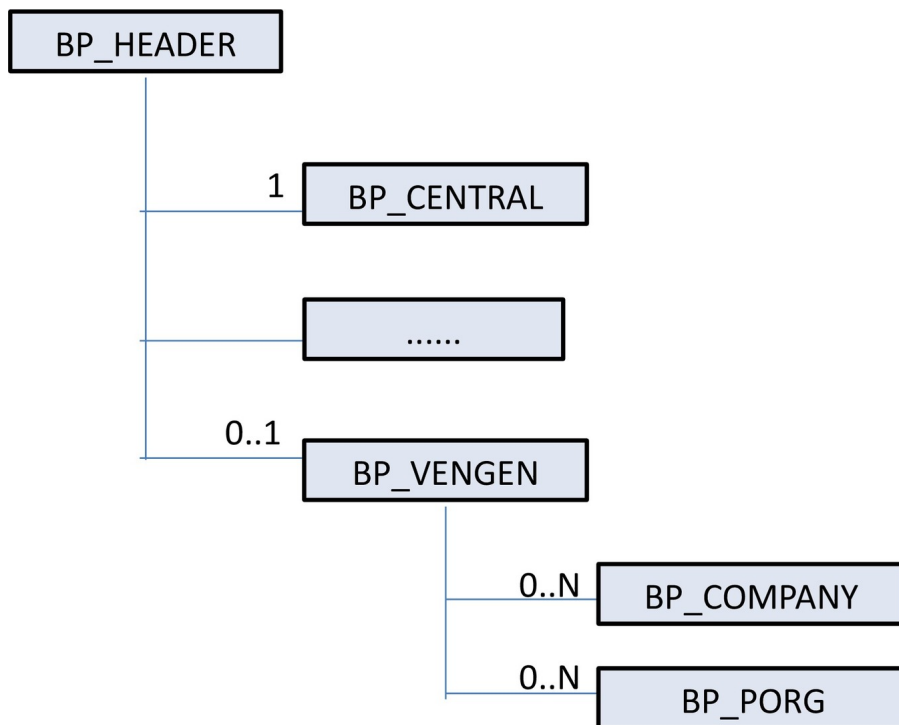 BP_HEADER
1
BP_CENTRAL
......
0..1
BP_VENGEN
0..N
BP_COMPANY
0..N
BP_PORG